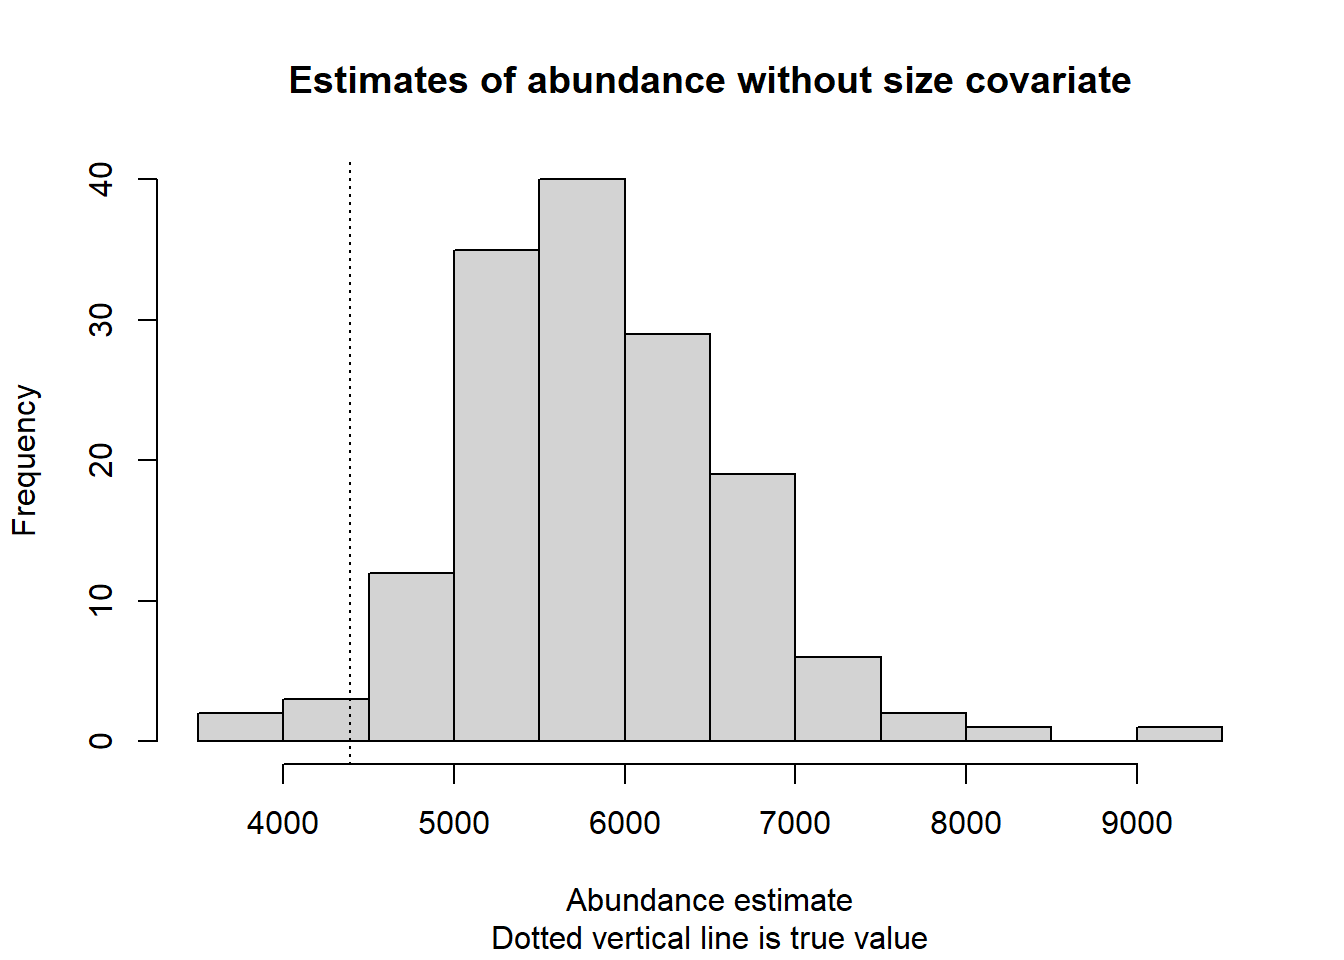 Estimates of abundance without size covariate
40
30
20
10
0
Frequency
4000 5000 6000 7000 8000 9000
Abundance estimate
Dotted vertical line is true value